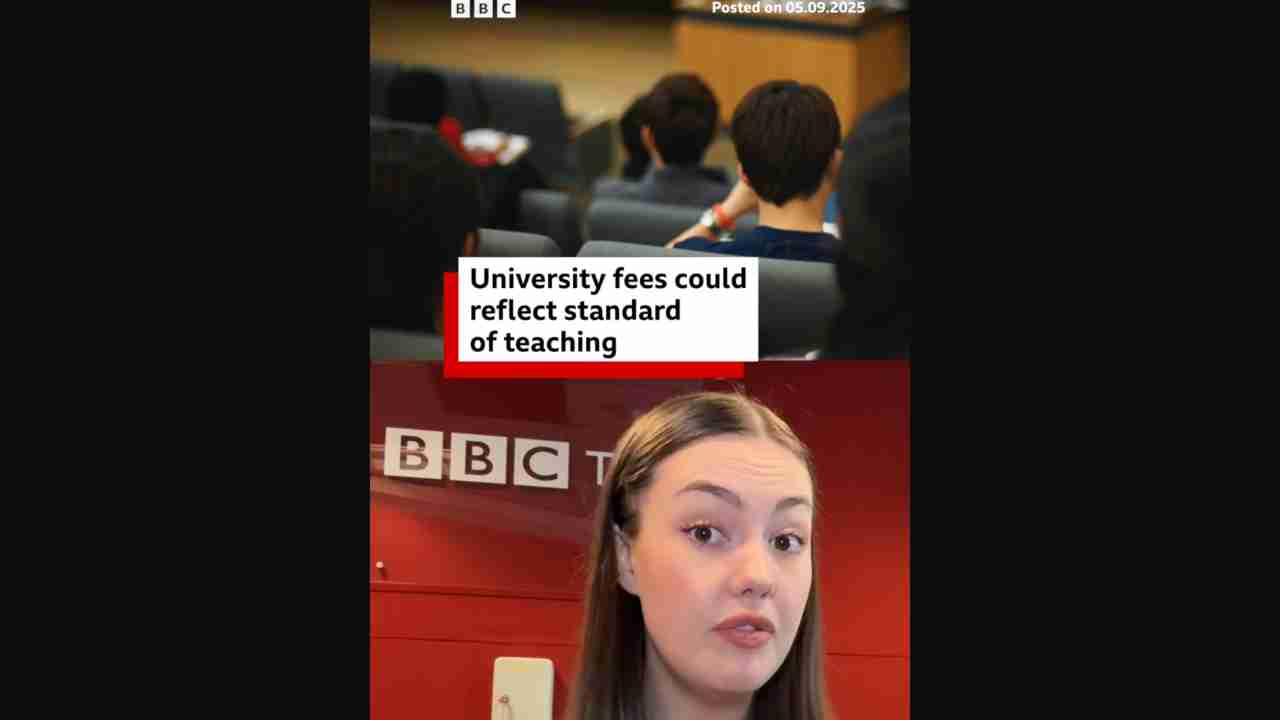 BBC
Posted on 05.09.2025
University fees could
reflect standard
of teaching
BBC T